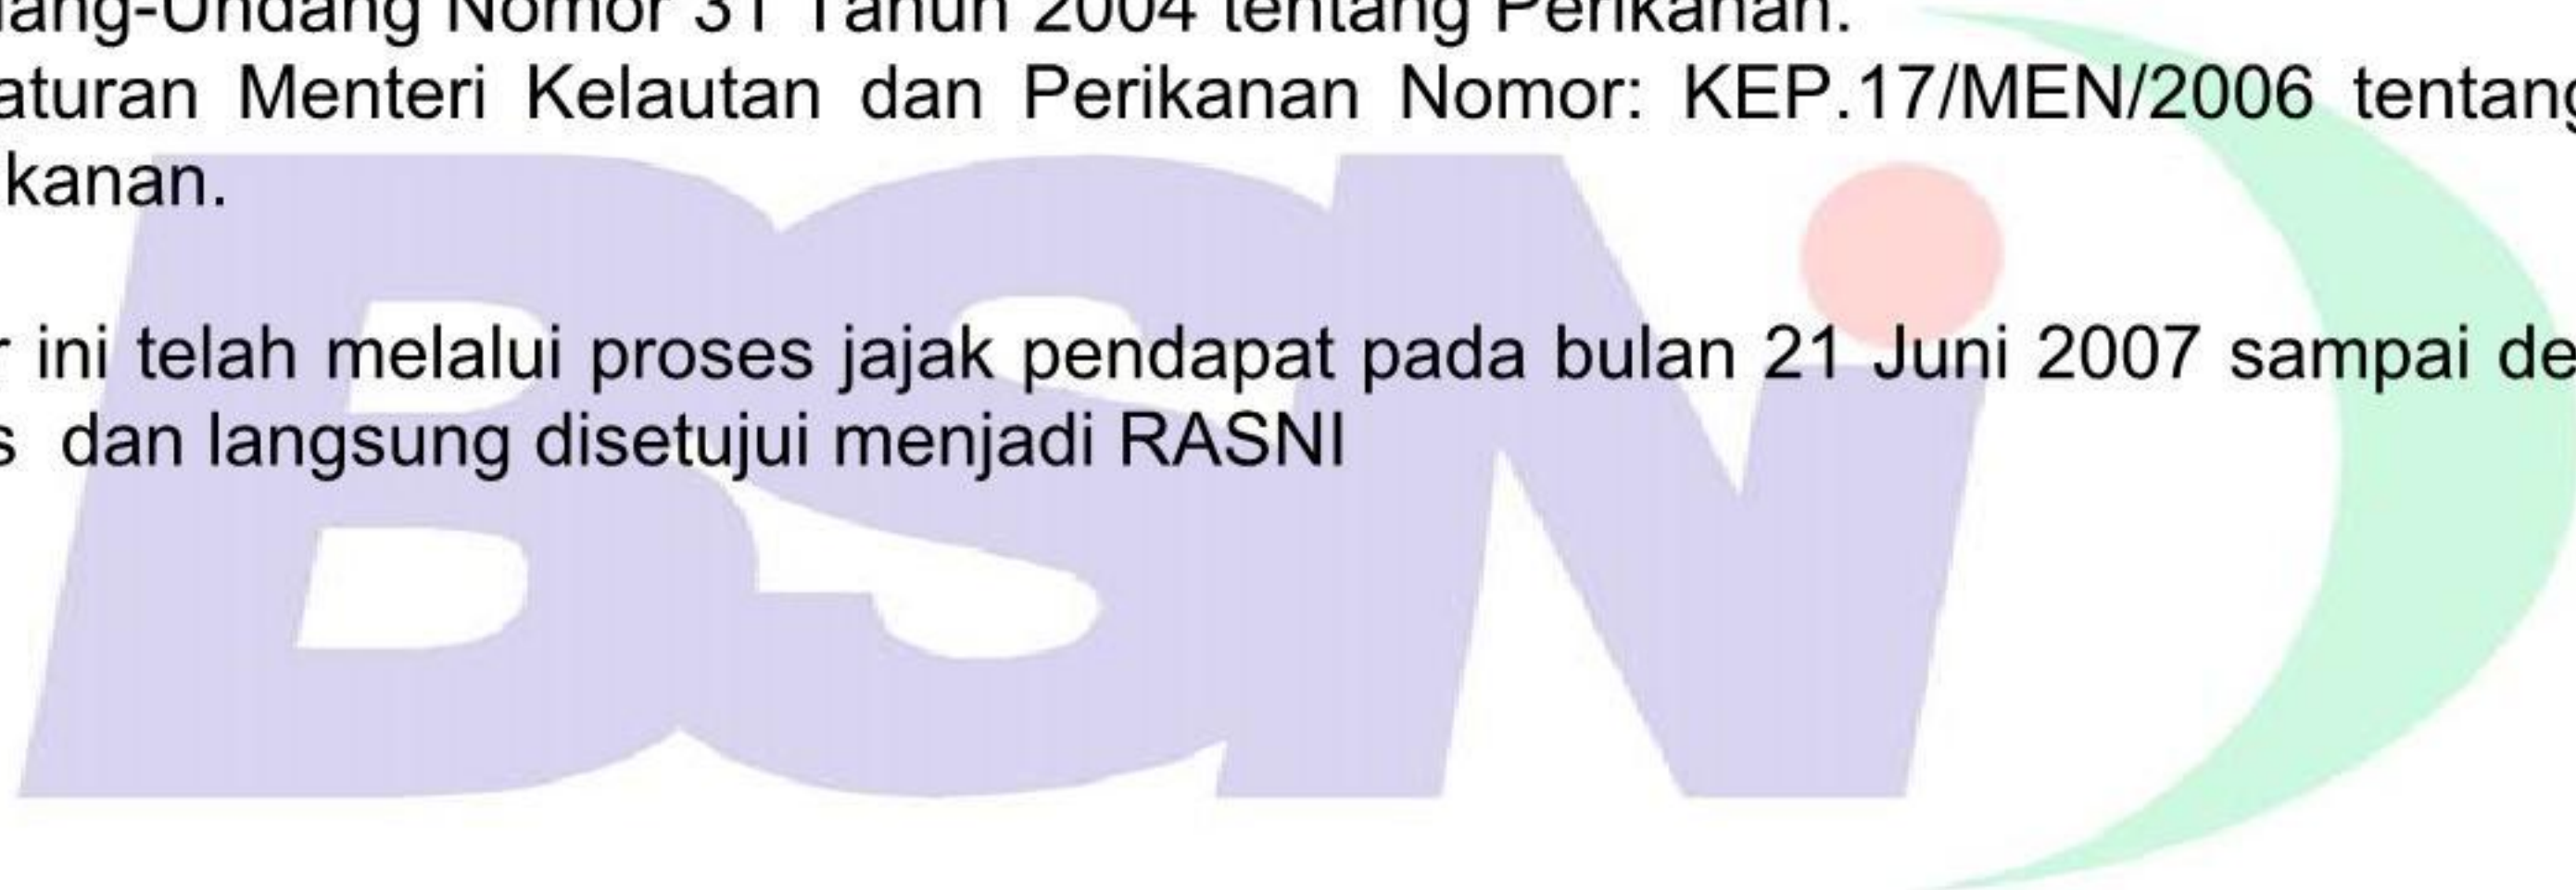 ang-Undang Nomor 31 Tahun 2004 tentang Perikanan.
aturan Menteri Kelautan dan Perikanan Nomor: KEP.17/MEN/2006 tentang
kanan.
r ini telah melalui proses jajak pendapat pada bulan 21 Juni 2007 sampai de
s dan langsung disetujui menjadi RASNI
BSN